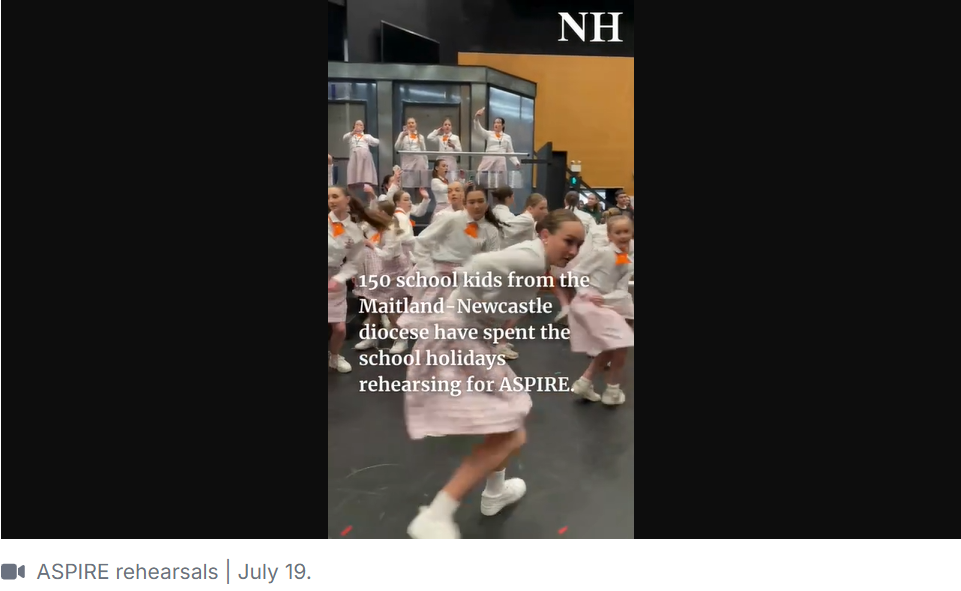 NH
150 school kids from the
Maitland-Newcastle
diocese have spent the
school holidays
rehearsing for ASPIRE.
ASPIRE rehearsals | July 19.